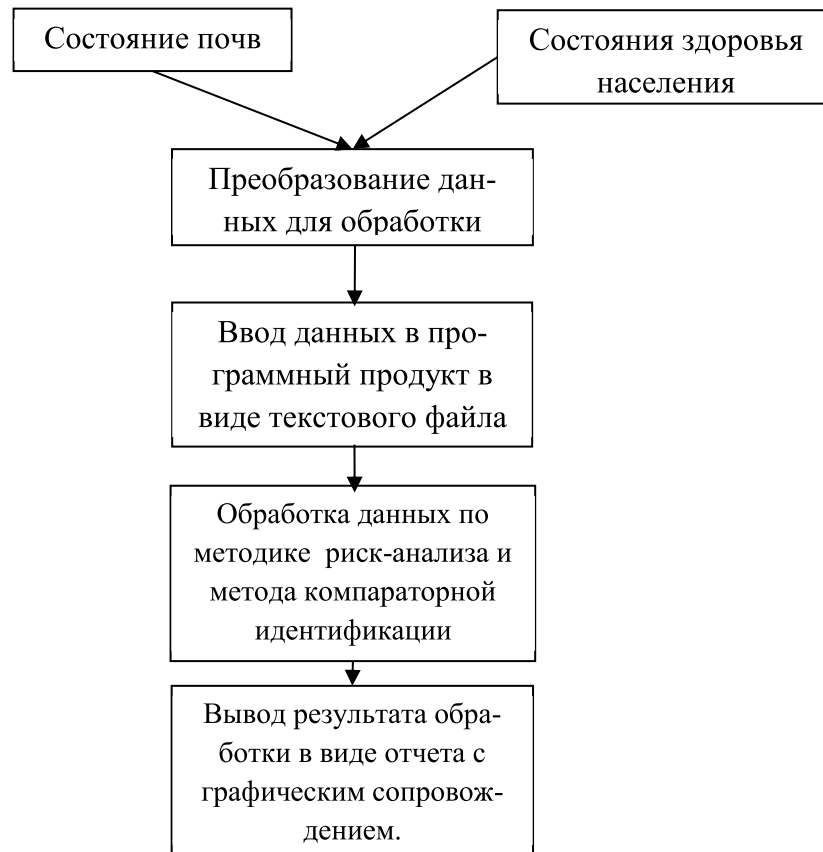 Состояние почв
Состояния здоровья
населения
Преобразование дан-
ных для обработки
Ввод данных в про-
граммный продукт в
виде текстового файла
Обработка данных по
методике риск-анализа и
метода компараторной
идентификации
Вывод результата обра-
ботки в виде отчета с
графическим сопровож-
дением.